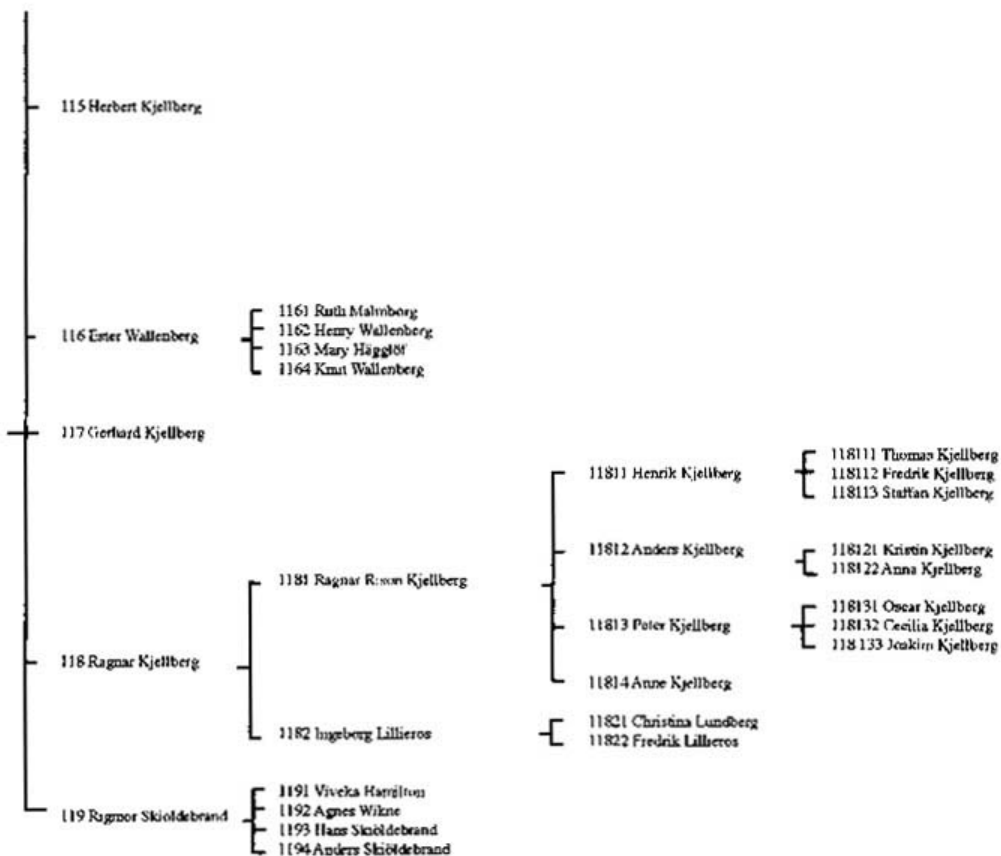 115 Herbert Kjellberg
1161 Ruth Malmborg
1162 Henry Wallenberg
116 Ester Wallenberg
1163 Mary Hägglöf
1164 Knut Wallenberg
117 Gerhard Kjellberg
11811 Henrik Kjellberg
118111 Thomas Kjellberg
118112 Fredrik Kjellberg
118113 Staffan Kjellberg
11812 Anders Kjellberg
118121 Kristin Kjellberg
118122 Anna Kjellberg
1181 Ragnar R:son Kjellberg
11813 Peter Kjellberg
118131 Oscar Kjellberg
118132 Cecilia Kjellberg
118133 Joakim Kjellberg
118 Ragnar Kjellberg
11814 Anne Kjellberg
1182 Ingeborg Lillieros
11821 Christina Lundberg
11822 Fredrik Lillieros
119 Rigmor Skiöldebrand
1191 Viveka Hamilton
1192 Agnes Wikne
1193 Hans Skiöldebrand
1194 Anders Skiöldebrand